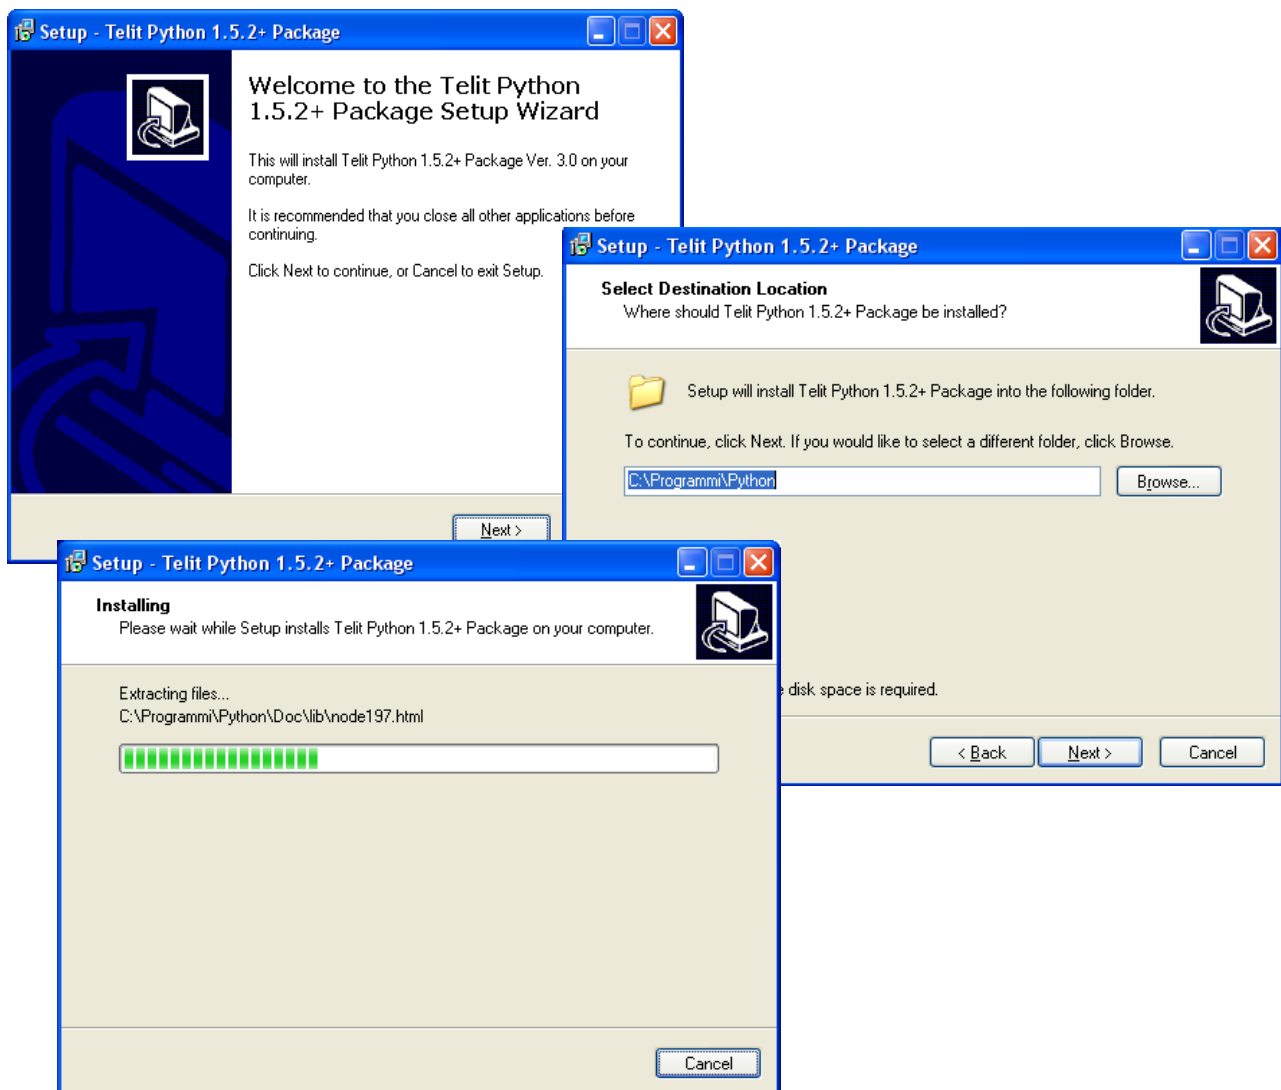 Setup - Telit Python 1.5.2+ Package
Welcome to the Telit Python
1.5.2+ Package Setup Wizard
This will install Telit Python 1.5.2+ Package Ver. 3.0 on your
computer.
It is recommended that you close all other applications before
continuing.
Click Next to continue, or Cancel to exit Setup.
Next >
Setup - Telit Python 1.5.2+ Package
Select Destination Location
Where should Telit Python 1.5.2+ Package be installed?
Setup will install Telit Python 1.5.2+ Package into the following folder.
To continue, click Next. If you would like to select a different folder, click Browse.
C:\Programmi\Python
Browse...
disk space is required.
< Back
Next >
Cancel
Setup - Telit Python 1.5.2+ Package
Installing
Please wait while Setup installs Telit Python 1.5.2+ Package on your computer.
Extracting files...
C:\Programmi\Python\Doc\lib\node197.html
Cancel